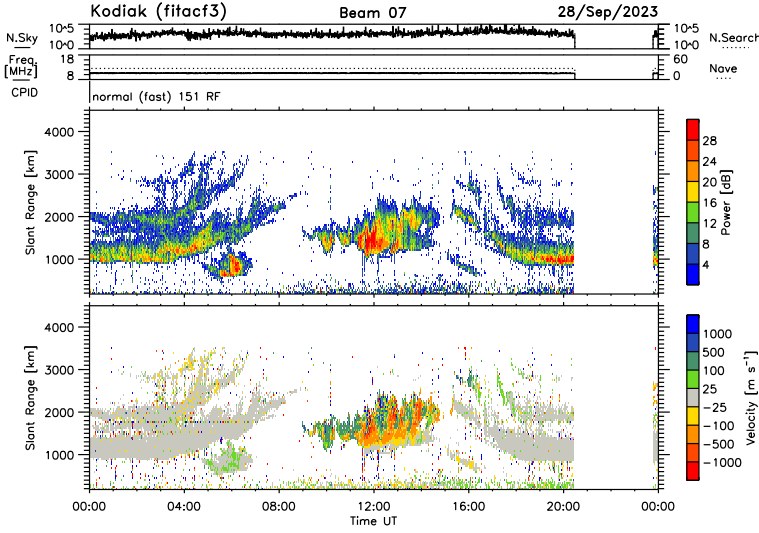 Kodiak (fitacf3) Beam 07 28/Sep/2023
N.Sky 10^5 10^0 10^5 10^0 N.Search
Freq. [MHz] 18 8 60 0 Nave
CPID normal (fast) 151 RF
Slant Range [km] 4000 3000 2000 1000
Power [dB] 28 24 20 16 12 8 4
Slant Range [km] 4000 3000 2000 1000
Velocity [m s⁻¹] 1000 500 100 25 -25 -100 -500 -1000
00:00 04:00 08:00 12:00 16:00 20:00 00:00
Time UT